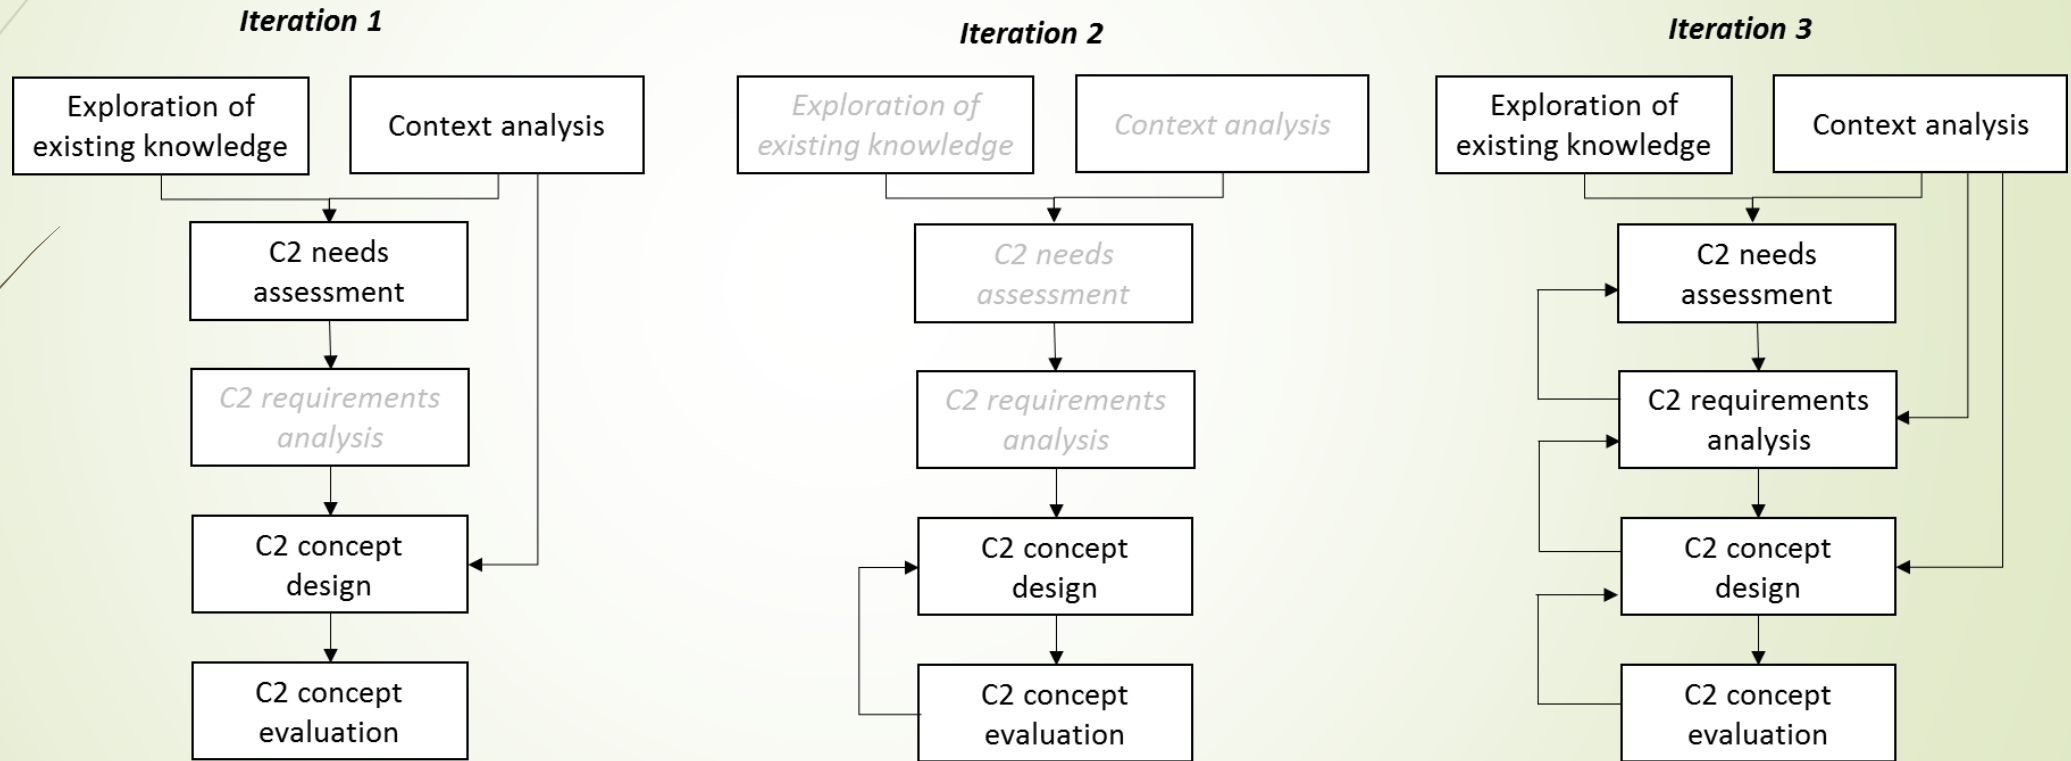 Iteration 1
Exploration of
existing knowledge
Context analysis
C2 needs
assessment
C2 requirements
analysis
C2 concept
design
C2 concept
evaluation
Iteration 2
Exploration of
existing knowledge
Context analysis
C2 needs
assessment
C2 requirements
analysis
C2 concept
design
C2 concept
evaluation
Iteration 3
Exploration of
existing knowledge
Context analysis
C2 needs
assessment
C2 requirements
analysis
C2 concept
design
C2 concept
evaluation